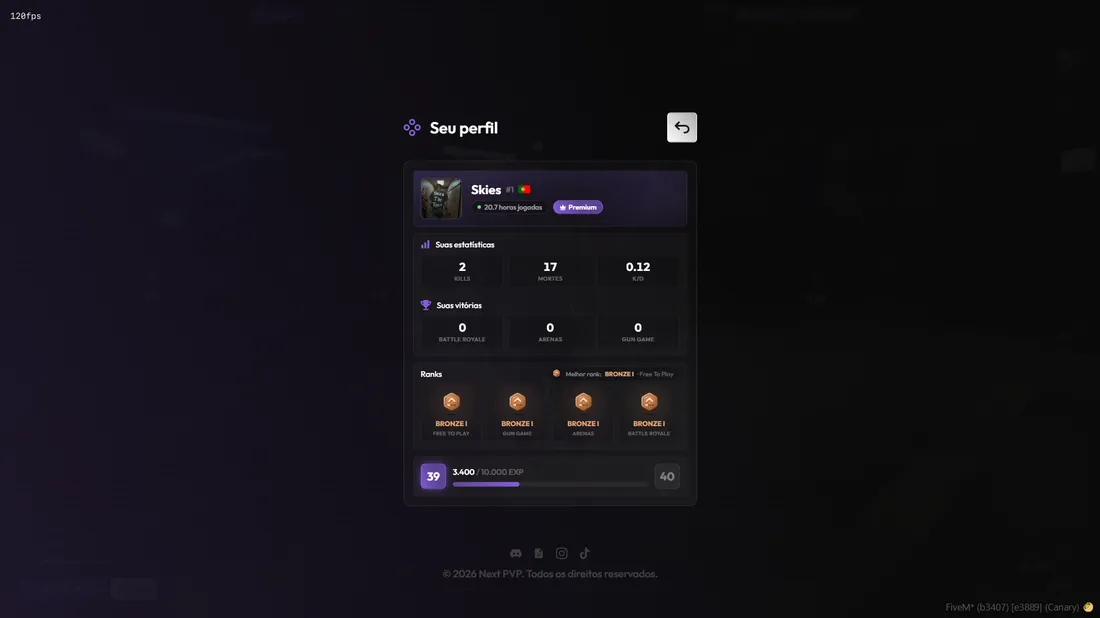 120fps
Seu perfil
Skies #1
20.7 horas jogadas Premium
Suas estatísticas
2 17 0.12
KILLS MORTES K/D
Suas vitórias
0 0 0
BATTLE ROYALE ARENAS GUN GAME
Ranks Melhor rank: BRONZE I · Free To Play
BRONZE I BRONZE I BRONZE I BRONZE I
FREE TO PLAY GUN GAME ARENAS BATTLE ROYALE
39 3.400 / 10.000 EXP 40
© 2026 Next PVP. Todos os direitos reservados.
FiveM* (b3407) [e3889] (Canary)